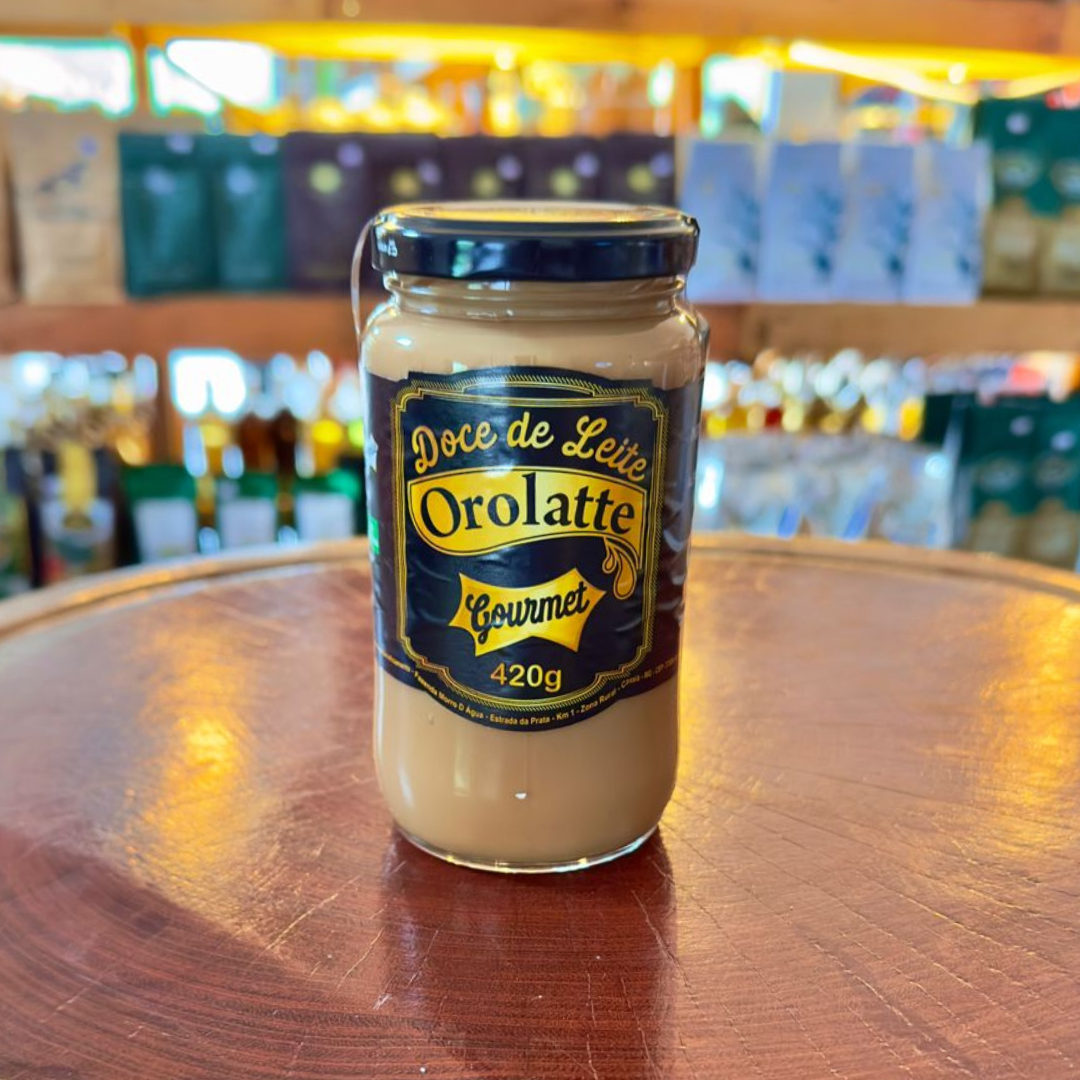 Doce de Leite
Orolatte
Gourmet
420g
Fazenda Morro D Água - Estrada da Prata - Km 1 - Zona Rural